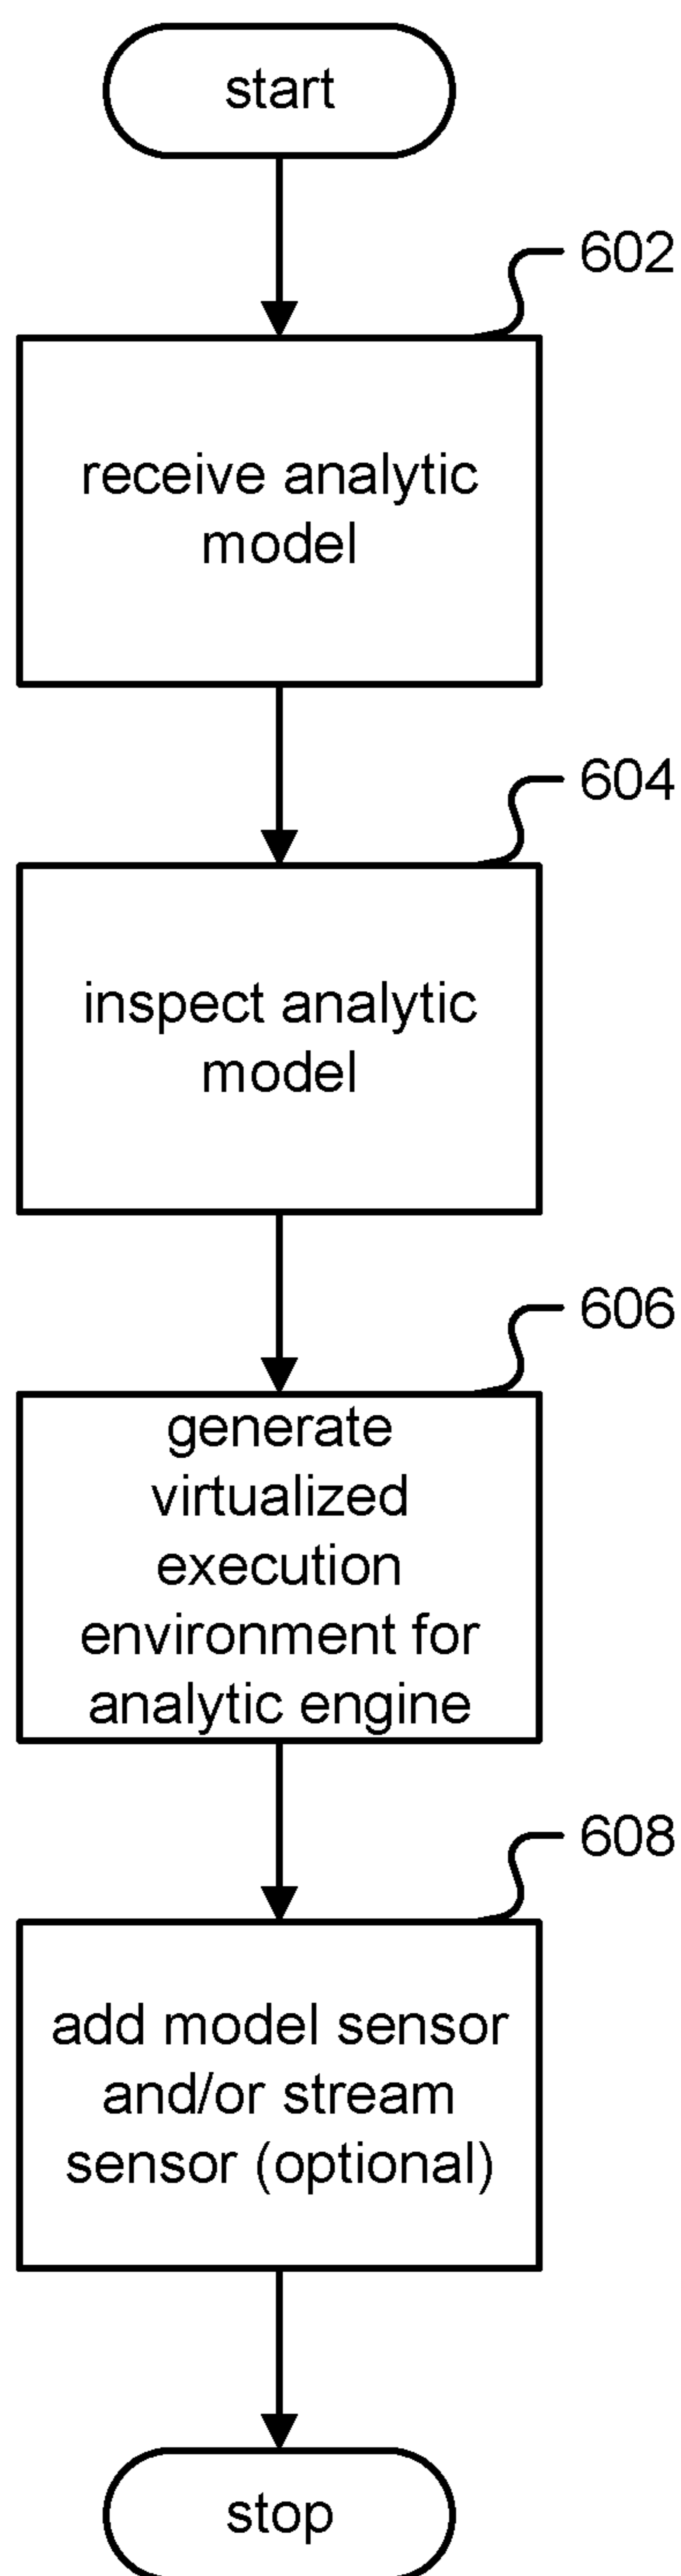 start
602
receive analytic
model
604
inspect analytic
model
606
generate
virtualized
execution
environment for
analytic engine
608
add model sensor
and/or stream
sensor (optional)
stop